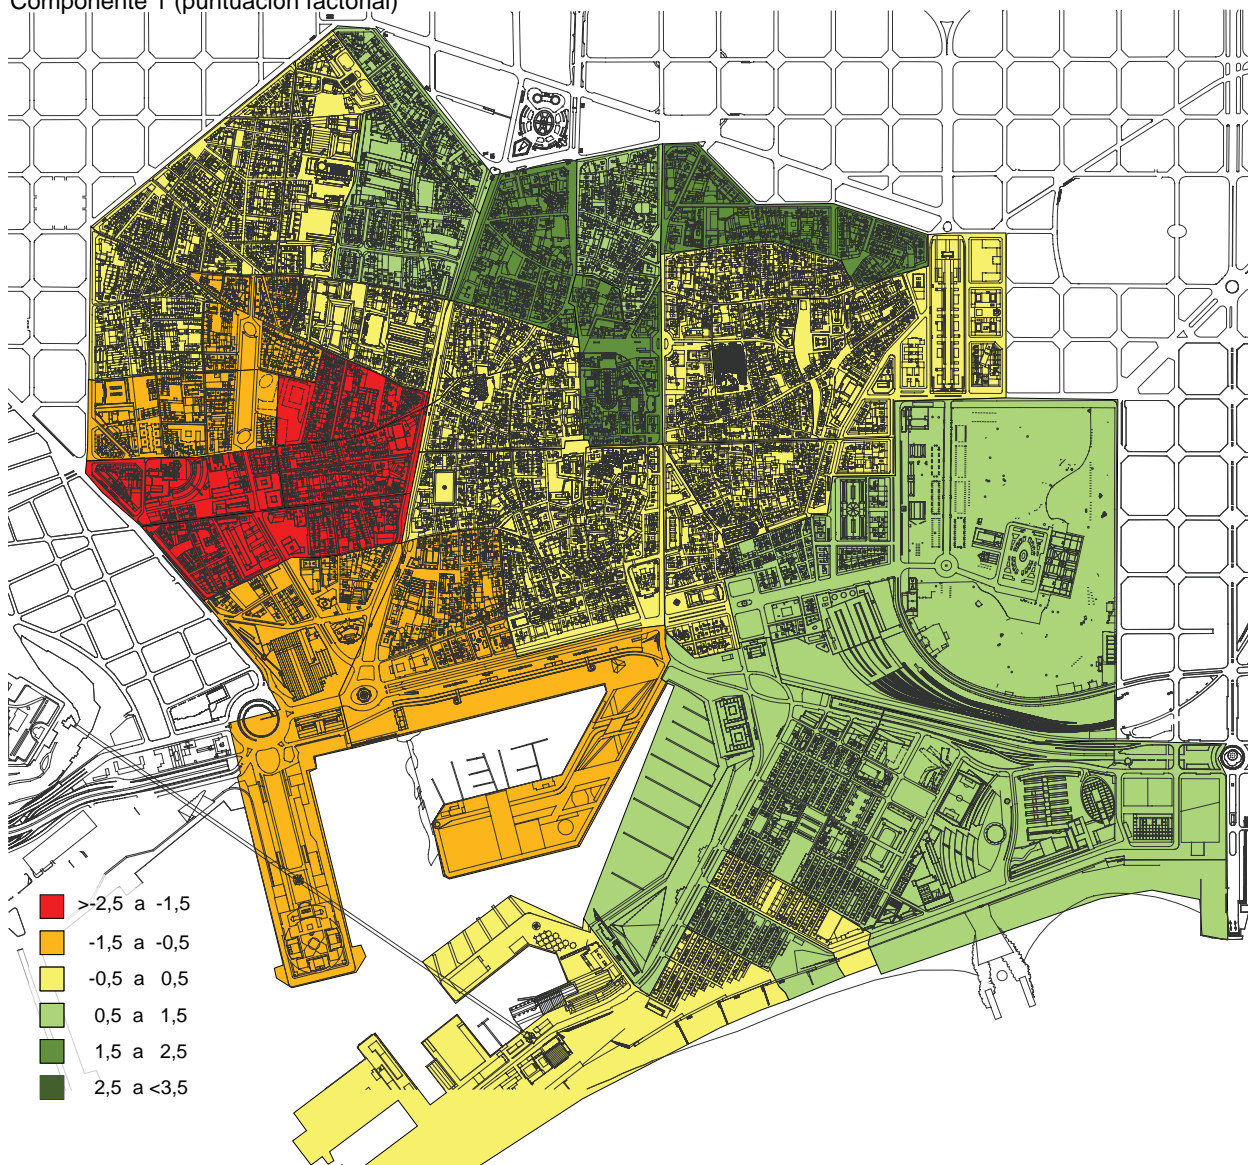 Componente 1 (puntuación factorial)
>-2,5 a -1,5
-1,5 a -0,5
-0,5 a 0,5
0,5 a 1,5
1,5 a 2,5
2,5 a <3,5